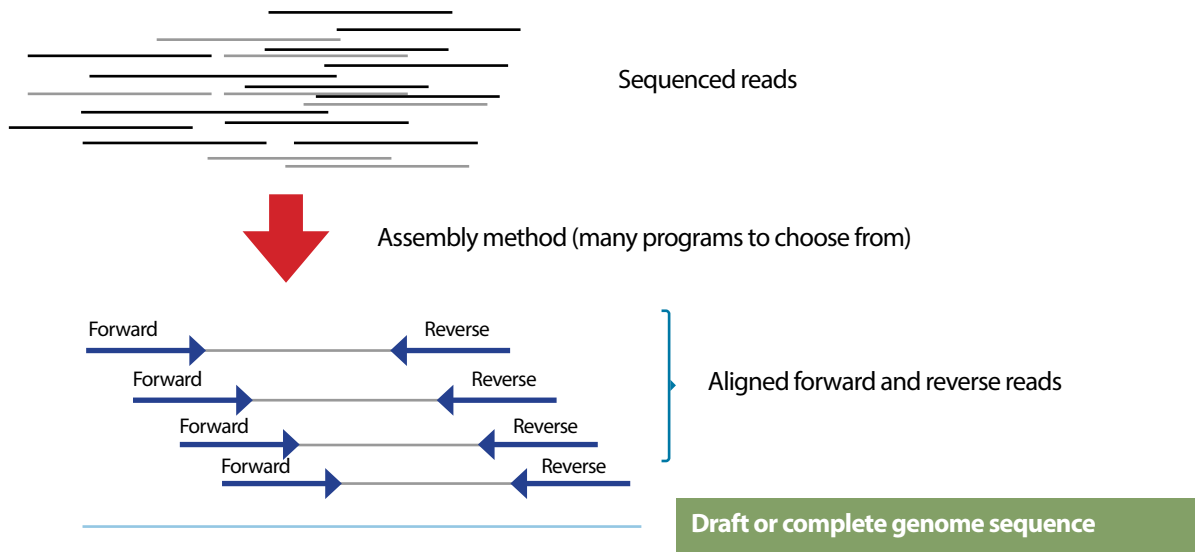 Sequenced reads
Assembly method (many programs to choose from)
Forward
Reverse
Forward
Reverse
Aligned forward and reverse reads
Forward
Reverse
Forward
Reverse
Draft or complete genome sequence